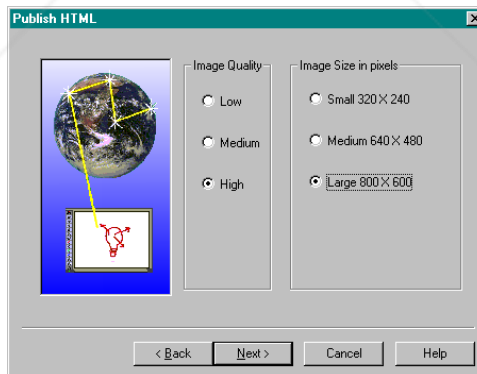 Publish HTML
Image Quality
Low
Medium
High
Image Size in pixels
Small 320 X 240
Medium 640 X 480
Large 800 X 600
< Back
Next >
Cancel
Help